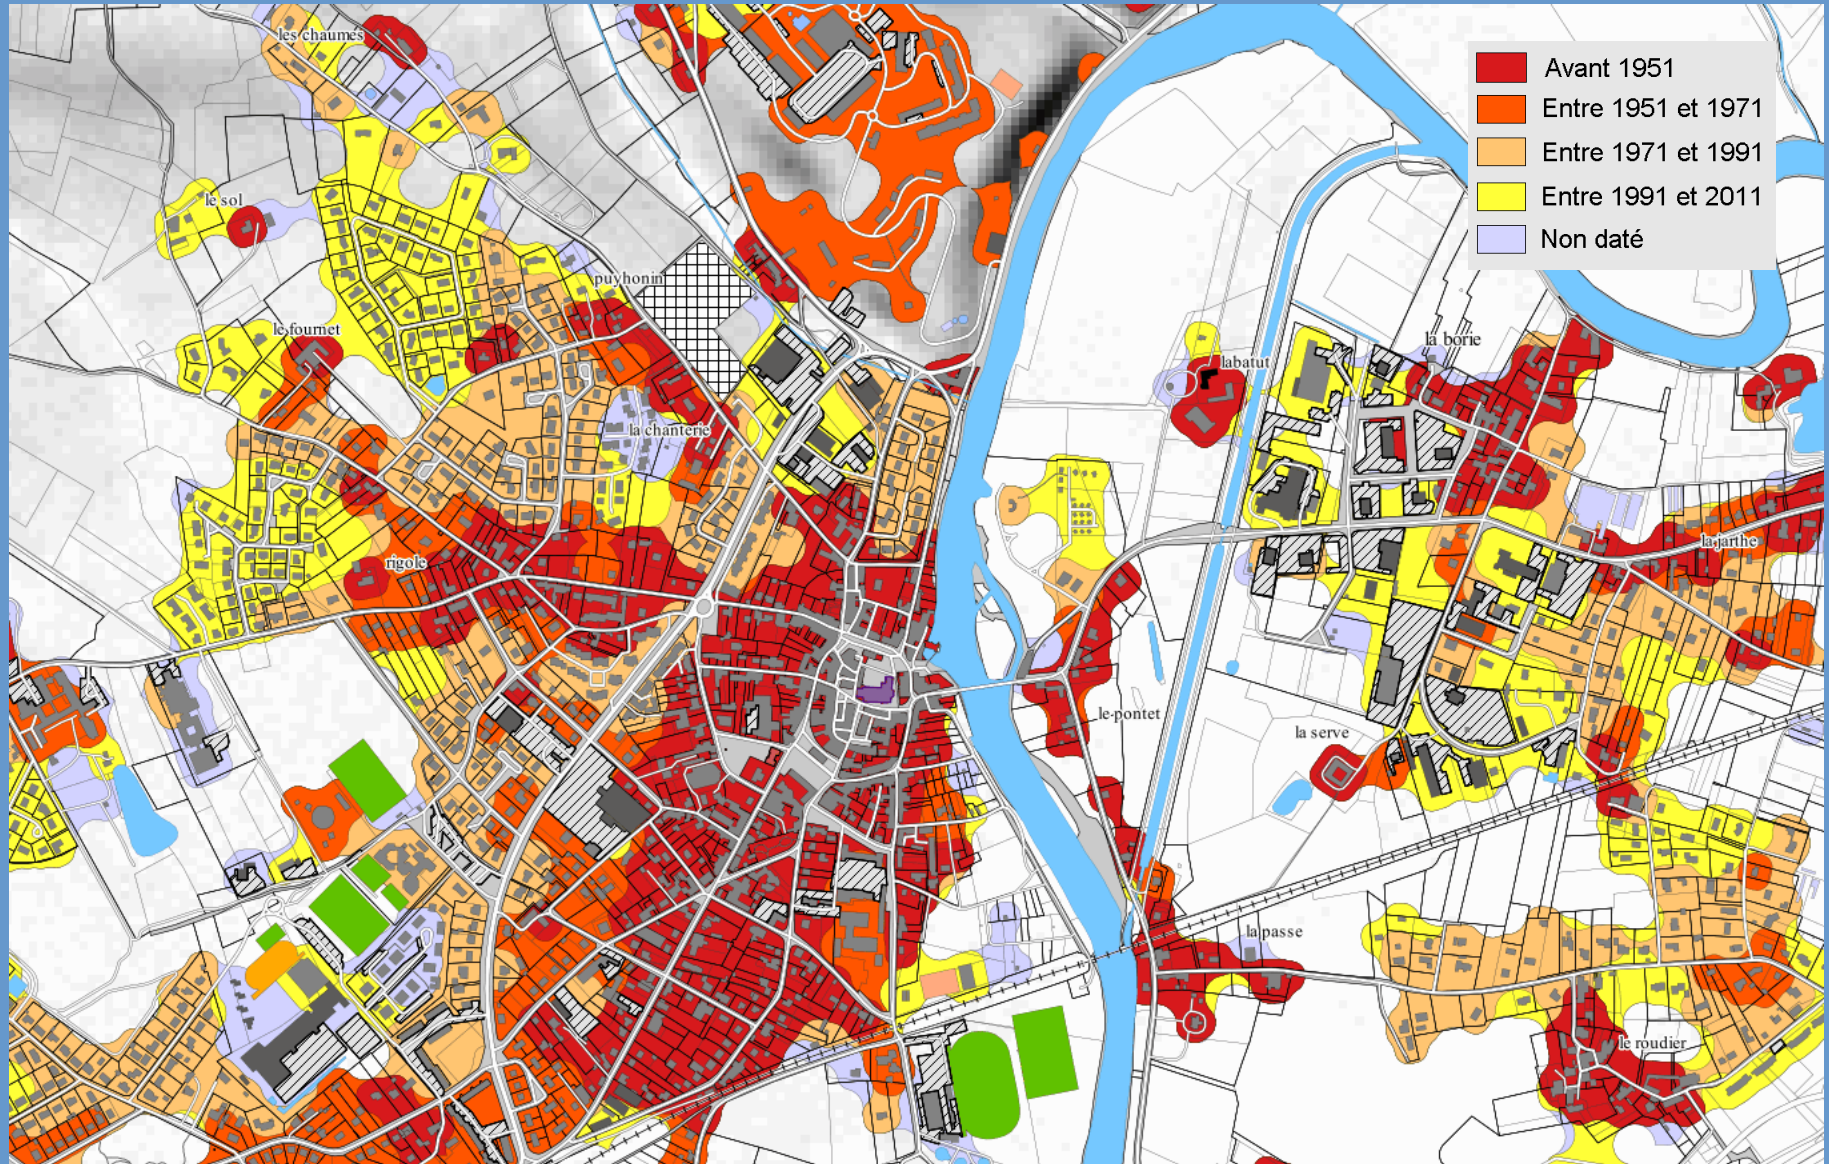 les chaumes
Avant 1951
Entre 1951 et 1971
Entre 1971 et 1991
Entre 1991 et 2011
Non daté
le sol
puyhonin
le fournet
la borie
labatut
la chanterie
la jarthe
rigole
le pontet
la serve
la passe
le roudier